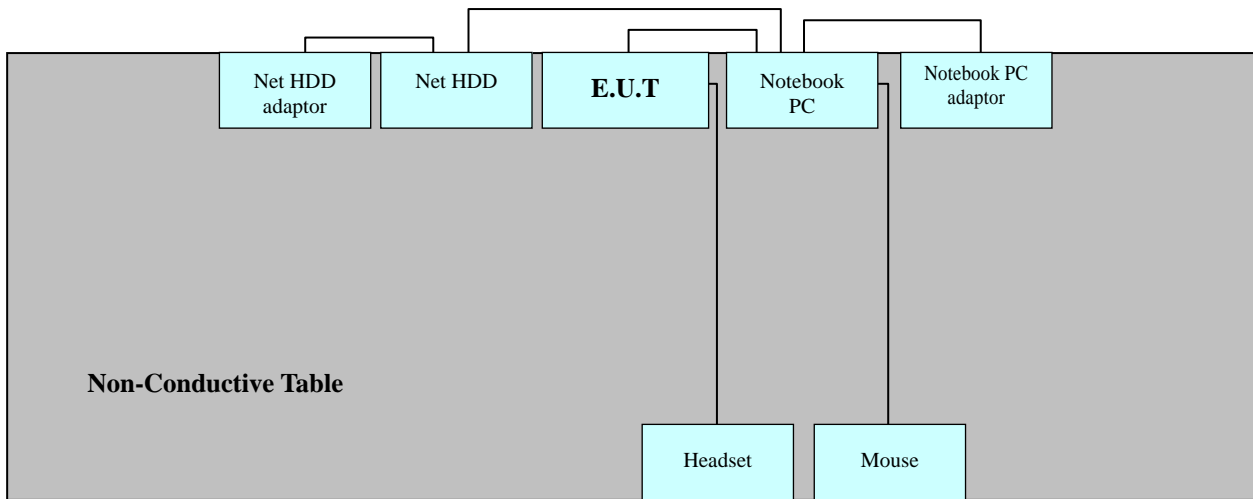 Net HDD
adaptor
Net HDD
E.U.T
Notebook
PC
Notebook PC
adaptor
Non-Conductive Table
Headset
Mouse